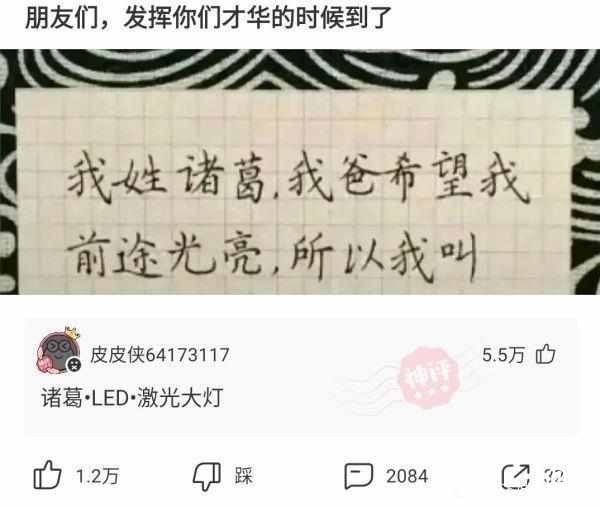 朋友们，发挥你们才华的时候到了
我姓诸葛,我爸希望我
前途光亮,所以我叫
皮皮侠64173117
5.5万
神评
诸葛•LED•激光大灯
1.2万
踩
2084
32